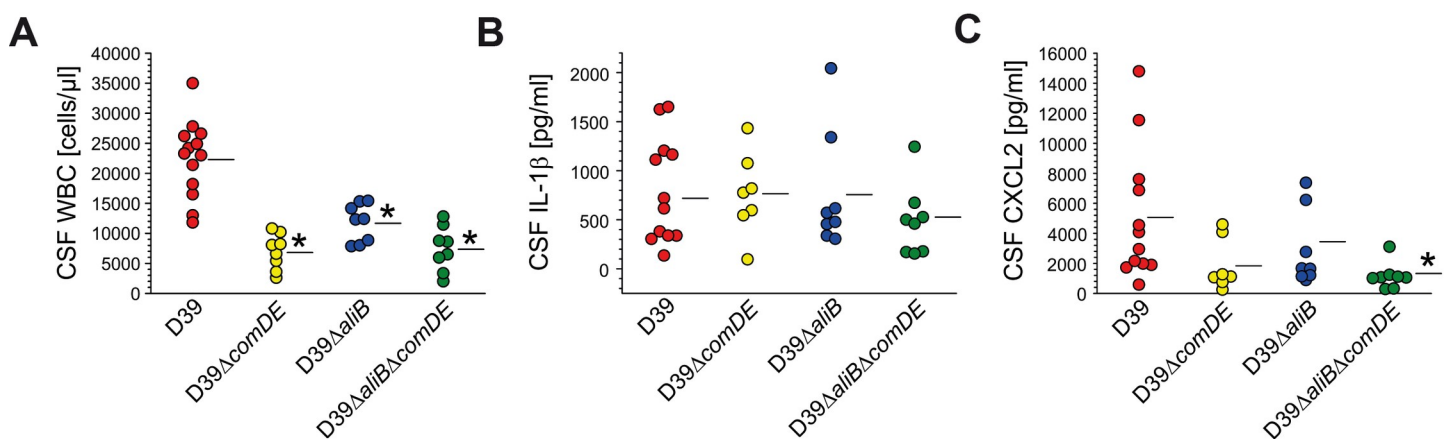 A
CSF WBC [cells/µl]
40000
35000
30000
25000
20000
15000
10000
5000
0
*
*
*
D39
D39ΔcomDE
D39ΔaliB
D39ΔaliBΔcomDE
B
CSF IL-1β [pg/ml]
2000
1500
1000
500
0
D39
D39ΔcomDE
D39ΔaliB
D39ΔaliBΔcomDE
C
CSF CXCL2 [pg/ml]
16000
14000
12000
10000
8000
6000
4000
2000
0
*
D39
D39ΔcomDE
D39ΔaliB
D39ΔaliBΔcomDE